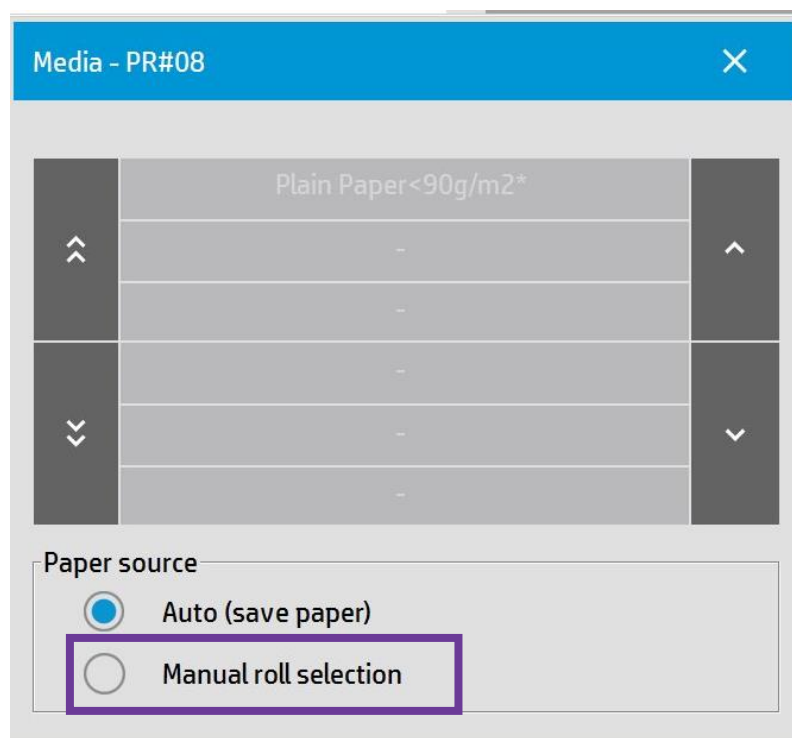 Media - PR#08
Plain Paper<90g/m2*
-
-
-
-
-
Paper source
Auto (save paper)
Manual roll selection